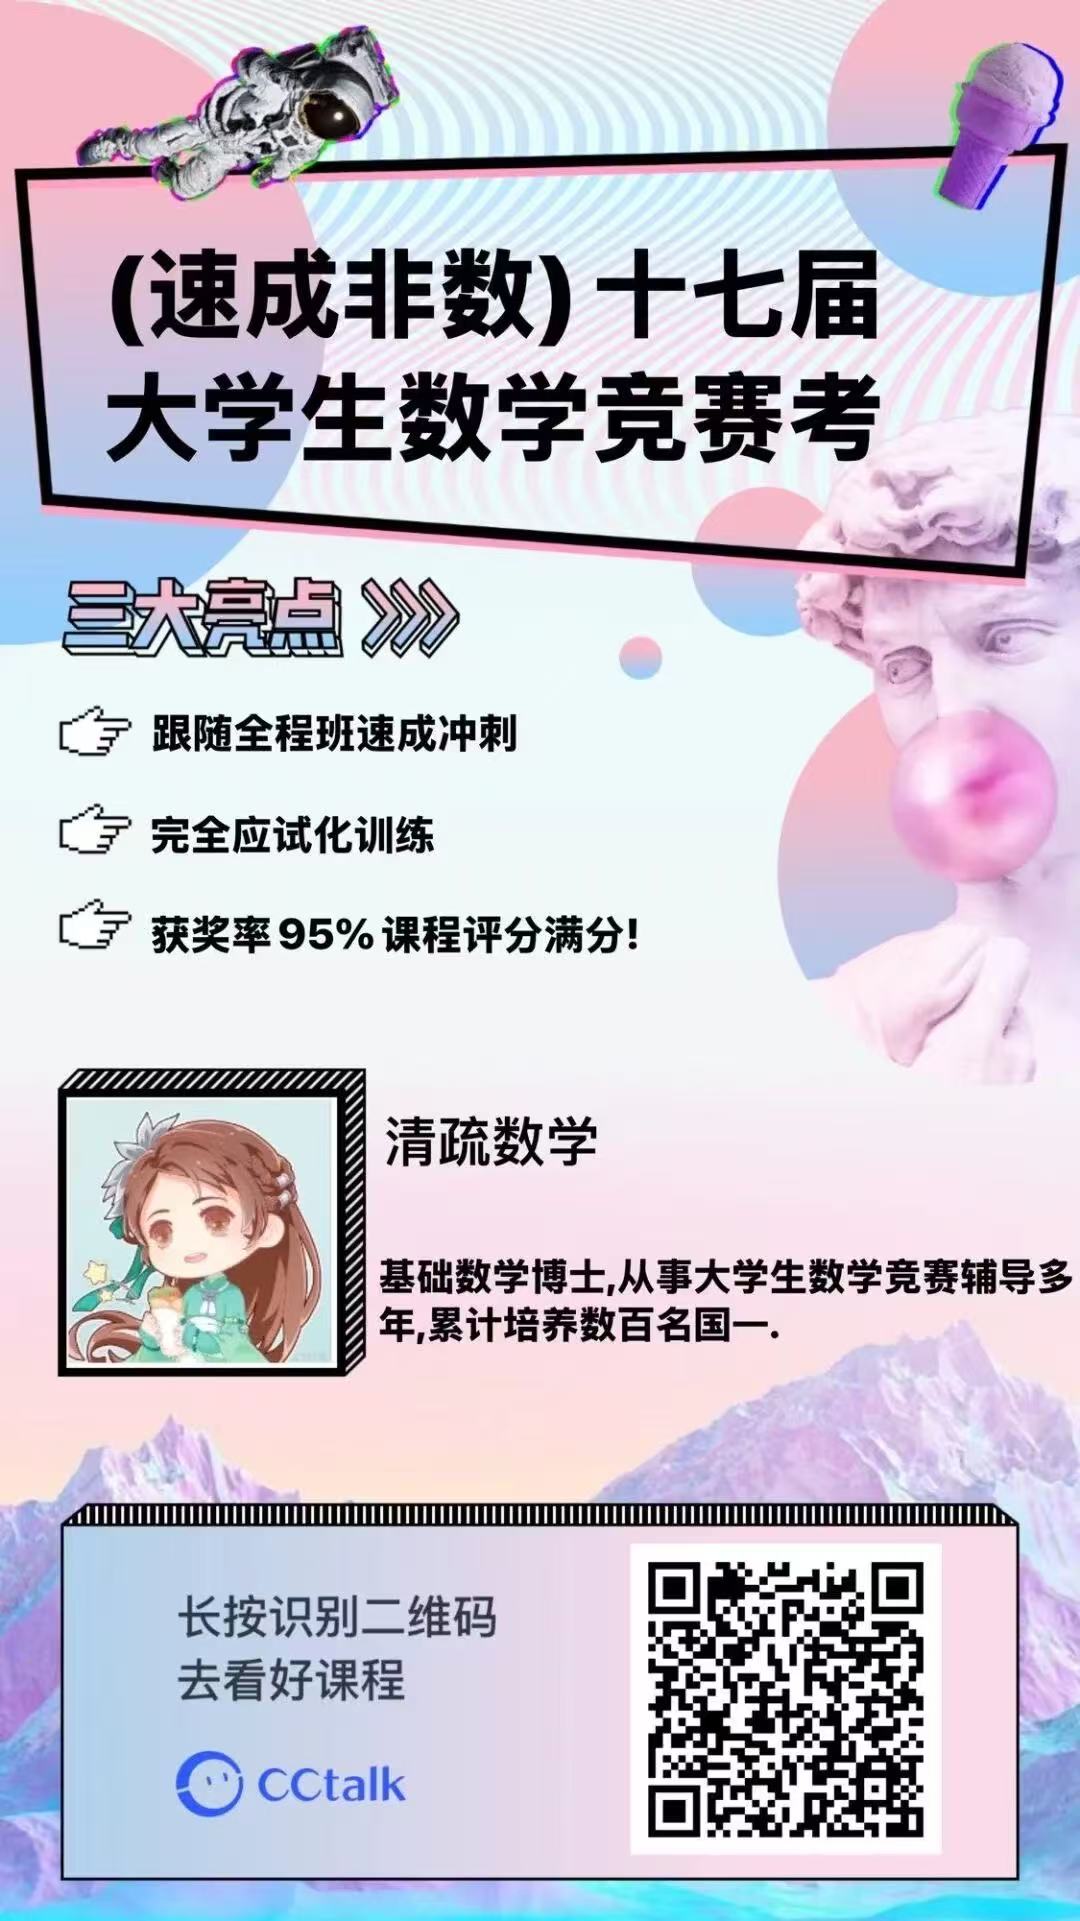 (速成非数) 十七届
大学生数学竞赛考
三大亮点
跟随全程班速成冲刺
完全应试化训练
获奖率95%课程评分满分!
清疏数学
基础数学博士,从事大学生数学竞赛辅导多
年,累计培养数百名国一.
长按识别二维码
去看好课程
CCtalk